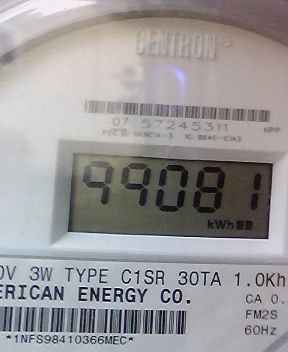 CENTRON
07 57245311
99081
kWh
0V 3W TYPE C1SR 30TA 1.0Kh
ERICAN ENERGY CO.
CA 0.
FM2S
60Hz
*1NFS98410366MEC*